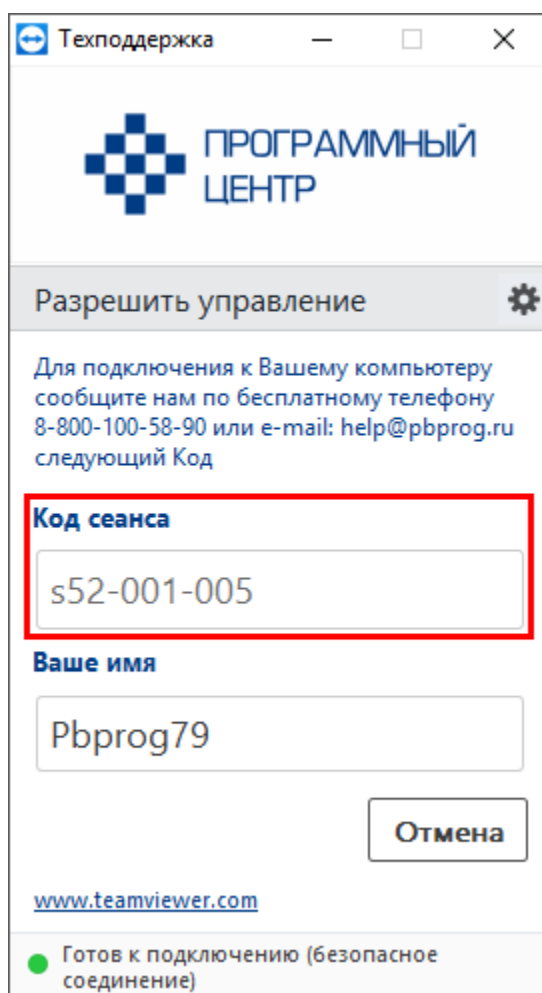 Техподдержка
ПРОГРАММНЫЙ
ЦЕНТР
Разрешить управление
Для подключения к Вашему компьютеру
сообщите нам по бесплатному телефону
8-800-100-58-90 или e-mail: help@pbprog.ru
следующий Код
Код сеанса
s52-001-005
Ваше имя
Pbprog79
Отмена
www.teamviewer.com
Готов к подключению (безопасное
соединение)